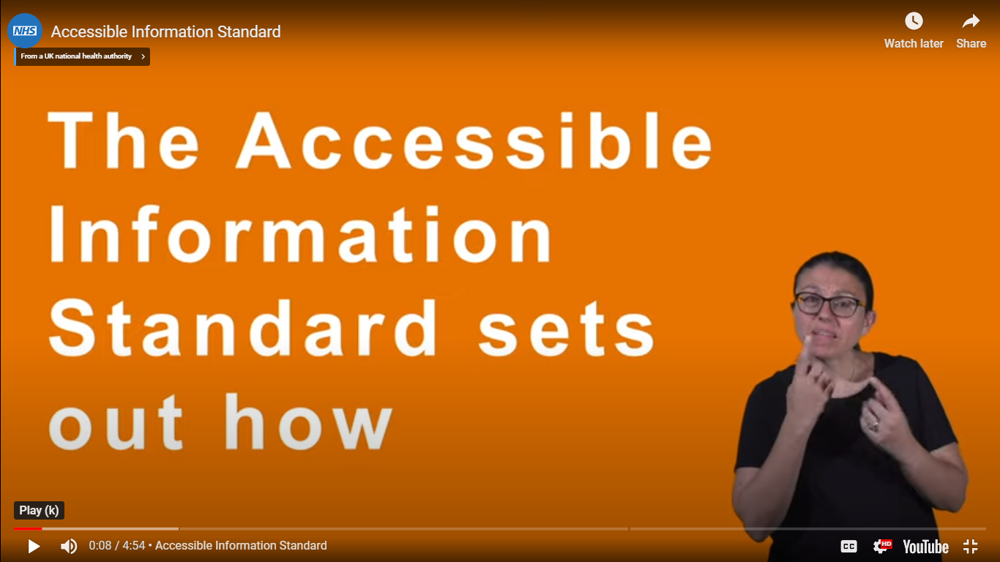 NHS
Accessible Information Standard
Watch later
Share
From a UK national health authority
The Accessible
Information
Standard sets
out how
Play (k)
0:08 / 4:54 • Accessible Information Standard
CC
HD
YouTube